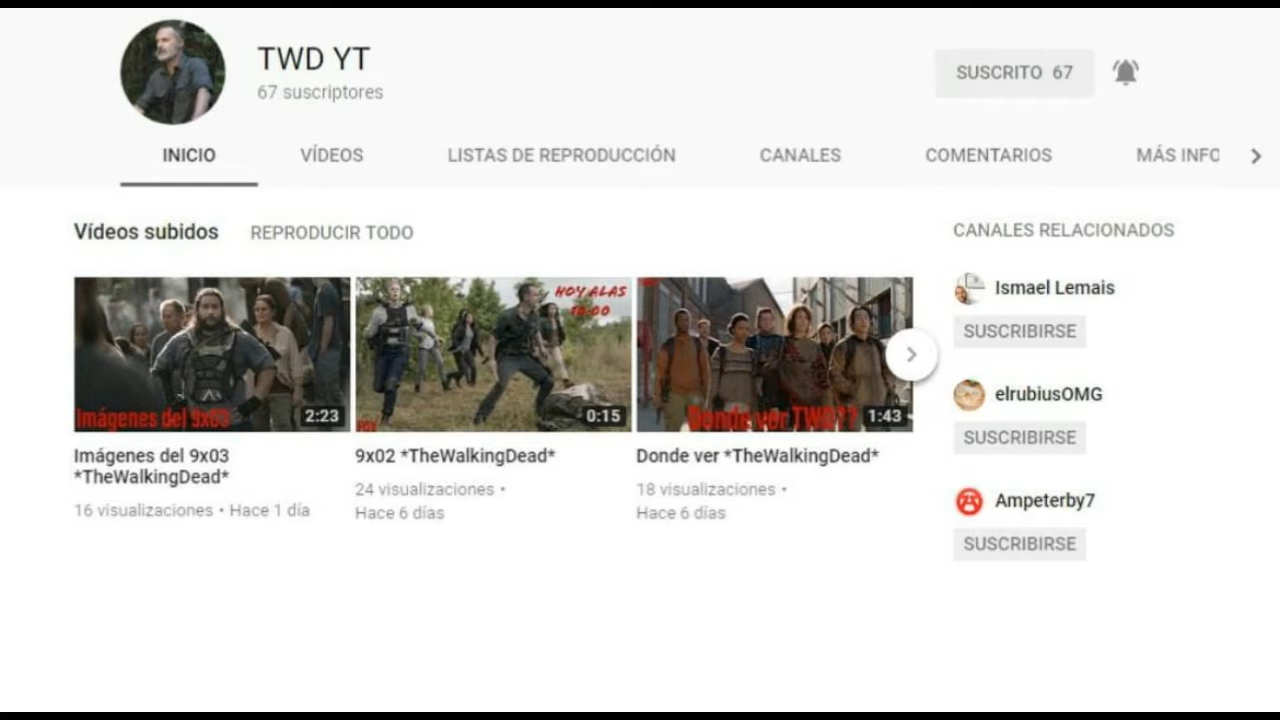 TWD YT
67 suscriptores
SUSCRITO 67
INICIO VÍDEOS LISTAS DE REPRODUCCIÓN CANALES COMENTARIOS MÁS INFO
Vídeos subidos REPRODUCIR TODO
Imágenes del 9x03
2:23
HOY ALAS
HOY
0:15
Donde ver TWD??
1:43
Imágenes del 9x03
*TheWalkingDead*
16 visualizaciones • Hace 1 día
9x02 *TheWalkingDead*
24 visualizaciones •
Hace 6 días
Donde ver *TheWalkingDead*
18 visualizaciones •
Hace 6 días
CANALES RELACIONADOS
Ismael Lemais
SUSCRIBIRSE
elrubiusOMG
SUSCRIBIRSE
Ampeterby7
SUSCRIBIRSE